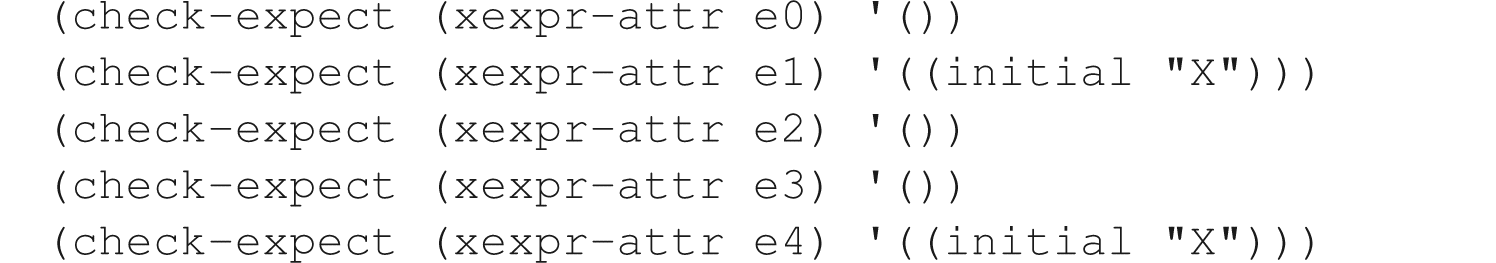 (check-expect (xexpr-attr e0) '())
(check-expect (xexpr-attr e1) '((initial "X")))
(check-expect (xexpr-attr e2) '())
(check-expect (xexpr-attr e3) '())
(check-expect (xexpr-attr e4) '((initial "X")))